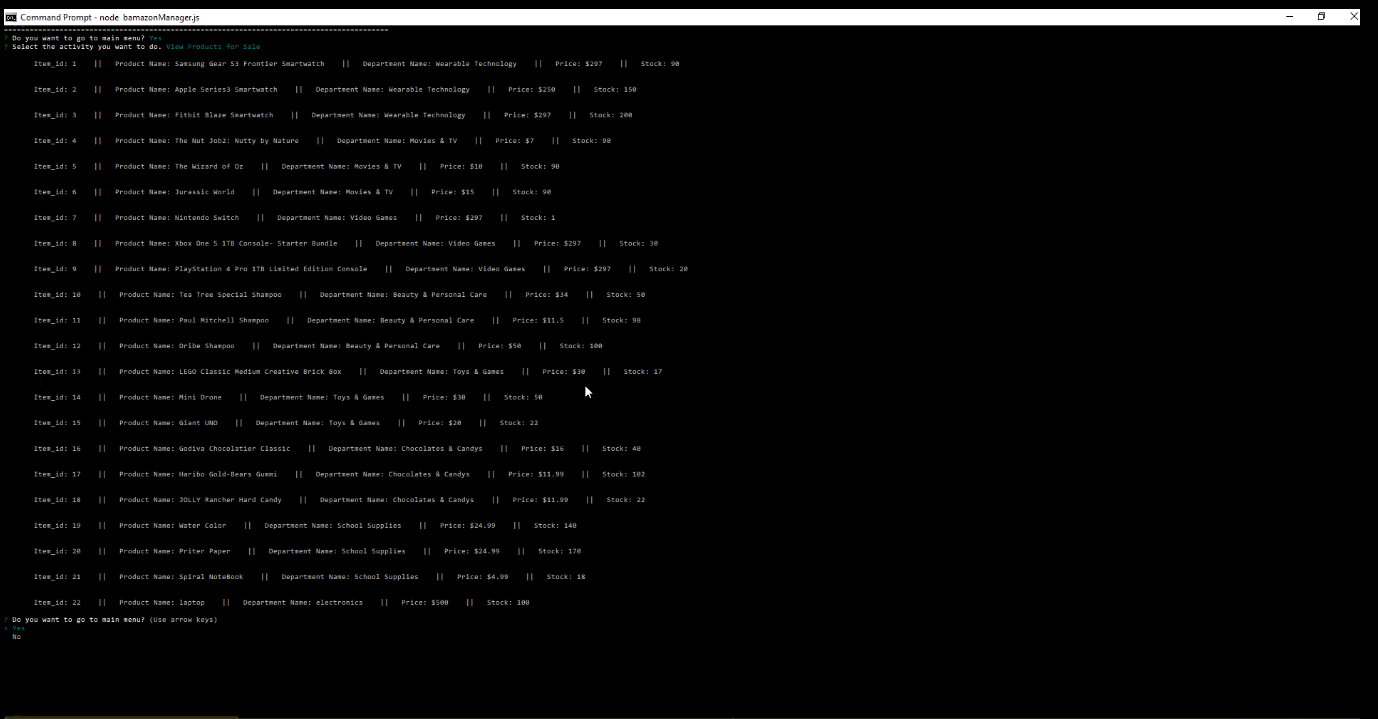 Command Prompt - node bamazonManager.js
==========================================================================================
? Do you want to go to main menu? Yes
? Select the activity you want to do. View Products for Sale
Item_id: 1 || Product Name: Samsung Gear S3 Frontier Smartwatch || Department Name: Wearable Technology || Price: $297 || Stock: 90
Item_id: 2 || Product Name: Apple Series3 Smartwatch || Department Name: Wearable Technology || Price: $250 || Stock: 150
Item_id: 3 || Product Name: Fitbit Blaze Smartwatch || Department Name: Wearable Technology || Price: $297 || Stock: 200
Item_id: 4 || Product Name: The Nut Job2: Nutty by Nature || Department Name: Movies & TV || Price: $7 || Stock: 90
Item_id: 5 || Product Name: The Wizard of Oz || Department Name: Movies & TV || Price: $10 || Stock: 90
Item_id: 6 || Product Name: Jurassic World || Department Name: Movies & TV || Price: $15 || Stock: 90
Item_id: 7 || Product Name: Nintendo Switch || Department Name: Video Games || Price: $297 || Stock: 1
Item_id: 8 || Product Name: Xbox One S 1TB Console- Starter Bundle || Department Name: Video Games || Price: $297 || Stock: 30
Item_id: 9 || Product Name: PlayStation 4 Pro 1TB Limited Edition Console || Department Name: Video Games || Price: $297 || Stock: 20
Item_id: 10 || Product Name: Tea Tree Special Shampoo || Department Name: Beauty & Personal Care || Price: $34 || Stock: 50
Item_id: 11 || Product Name: Paul Mitchell Shampoo || Department Name: Beauty & Personal Care || Price: $11.5 || Stock: 98
Item_id: 12 || Product Name: Oribe Shampoo || Department Name: Beauty & Personal Care || Price: $50 || Stock: 100
Item_id: 13 || Product Name: LEGO Classic Medium Creative Brick Box || Department Name: Toys & Games || Price: $30 || Stock: 17
Item_id: 14 || Product Name: Mini Drone || Department Name: Toys & Games || Price: $30 || Stock: 50
Item_id: 15 || Product Name: Giant UNO || Department Name: Toys & Games || Price: $20 || Stock: 22
Item_id: 16 || Product Name: Godiva Chocolatier Classic || Department Name: Chocolates & Candys || Price: $16 || Stock: 40
Item_id: 17 || Product Name: Haribo Gold-Bears Gummi || Department Name: Chocolates & Candys || Price: $11.99 || Stock: 102
Item_id: 18 || Product Name: JOLLY Rancher Hard Candy || Department Name: Chocolates & Candys || Price: $11.99 || Stock: 22
Item_id: 19 || Product Name: Water Color || Department Name: School Supplies || Price: $24.99 || Stock: 140
Item_id: 20 || Product Name: Priter Paper || Department Name: School Supplies || Price: $24.99 || Stock: 170
Item_id: 21 || Product Name: Spiral NoteBook || Department Name: School Supplies || Price: $4.99 || Stock: 18
Item_id: 22 || Product Name: laptop || Department Name: electronics || Price: $500 || Stock: 100
? Do you want to go to main menu? (Use arrow keys)
> Yes
No